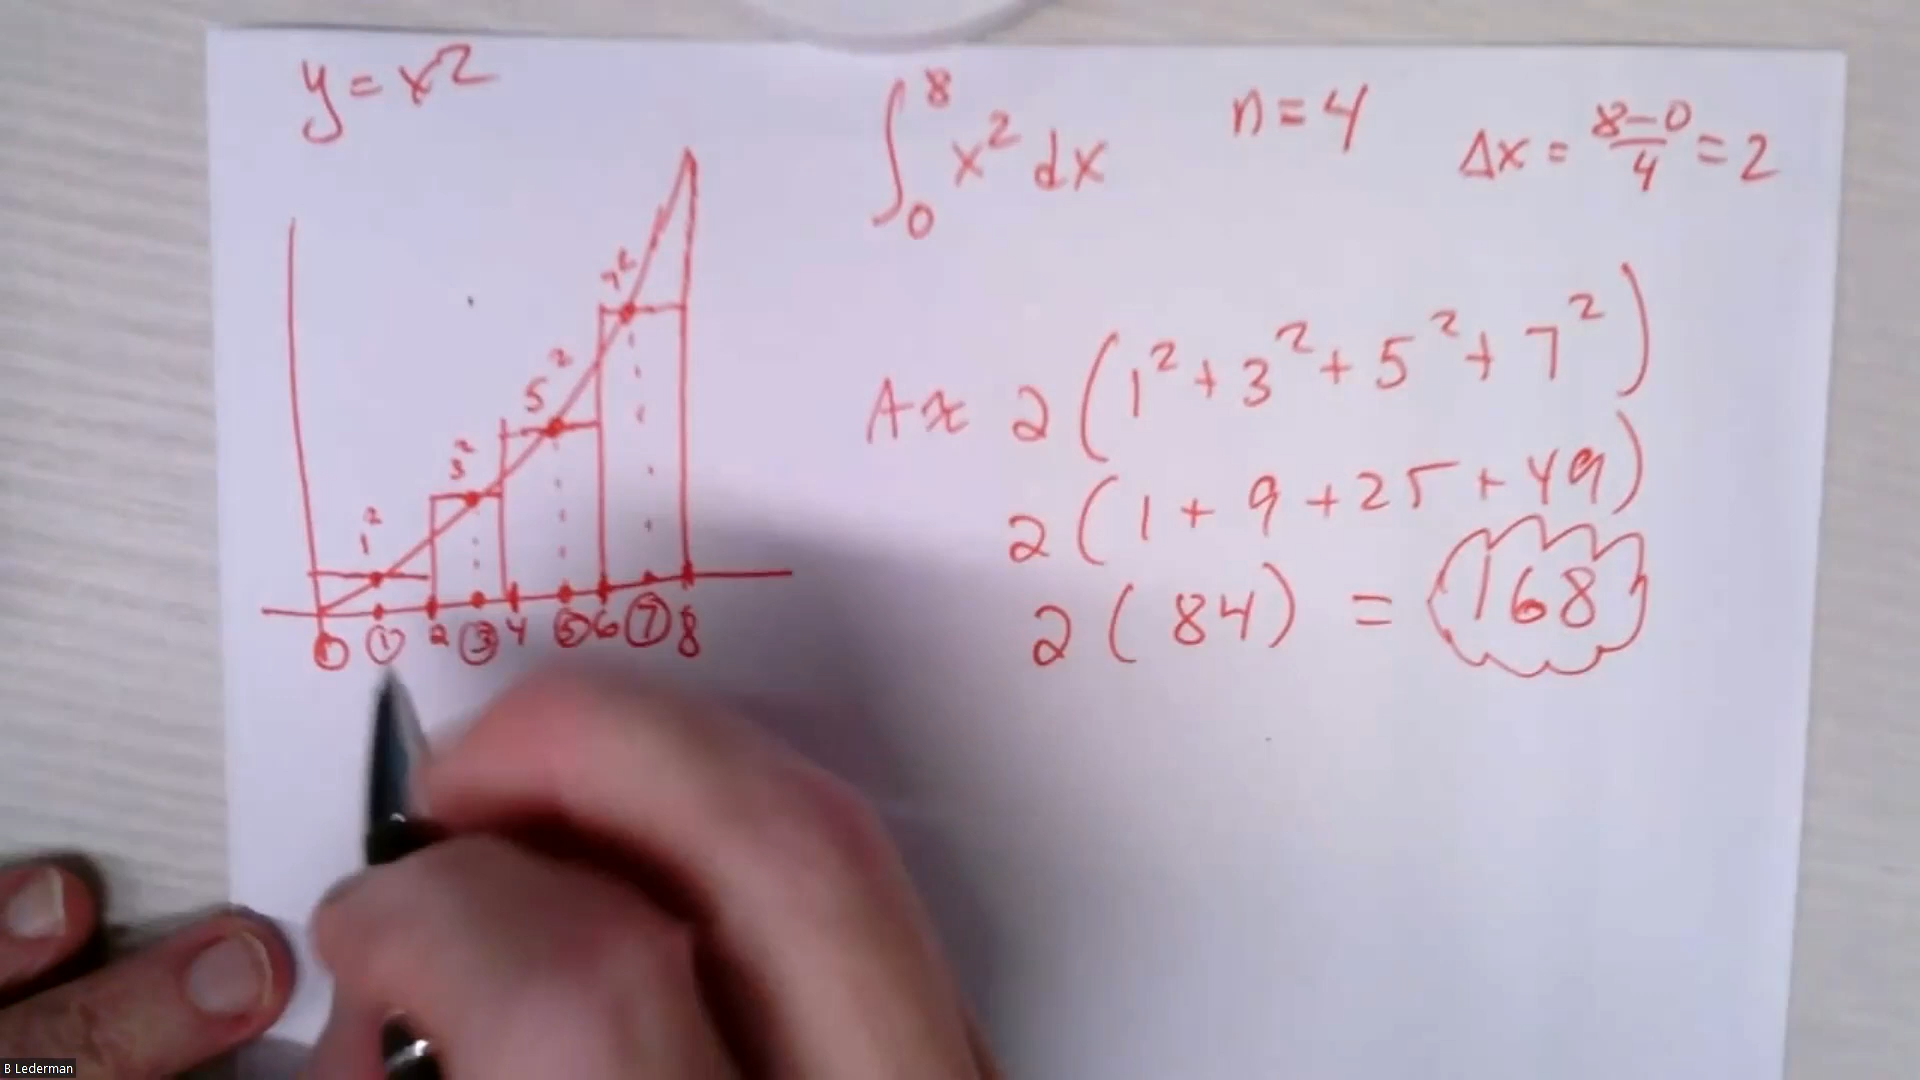 y = x²
∫₀⁸ x² dx
n = 4
Δx = (8-0)/4 = 2
7²
5²
3²
1²
0 1 2 3 4 5 6 7 8
A ≈ 2(1² + 3² + 5² + 7²)
2(1 + 9 + 25 + 49)
2(84) = 168
B Lederman